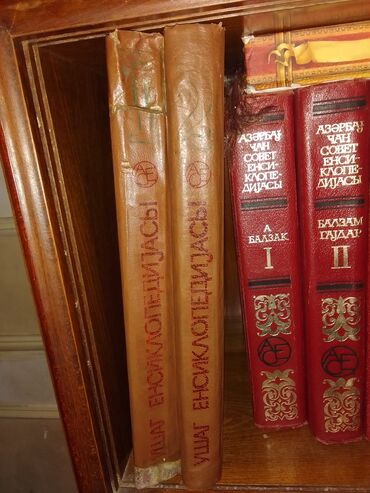 УШАГ ЕНСИКЛОПЕДИЈАСЫ
УШАГ ЕНСИКЛОПЕДИЈАСЫ
АЗӘРБАЈ
ЧАН
СОВЕТ
ЕНСИ-
КЛОПЕ-
ДИЈАСЫ
А
БАЛЗАК
I
АЗӘРБАЈ
ЧАН
СОВЕТ
ЕНСИ-
КЛОПЕ-
ДИЈАСЫ
БАЛЗАМ
ГАЈДАР
II